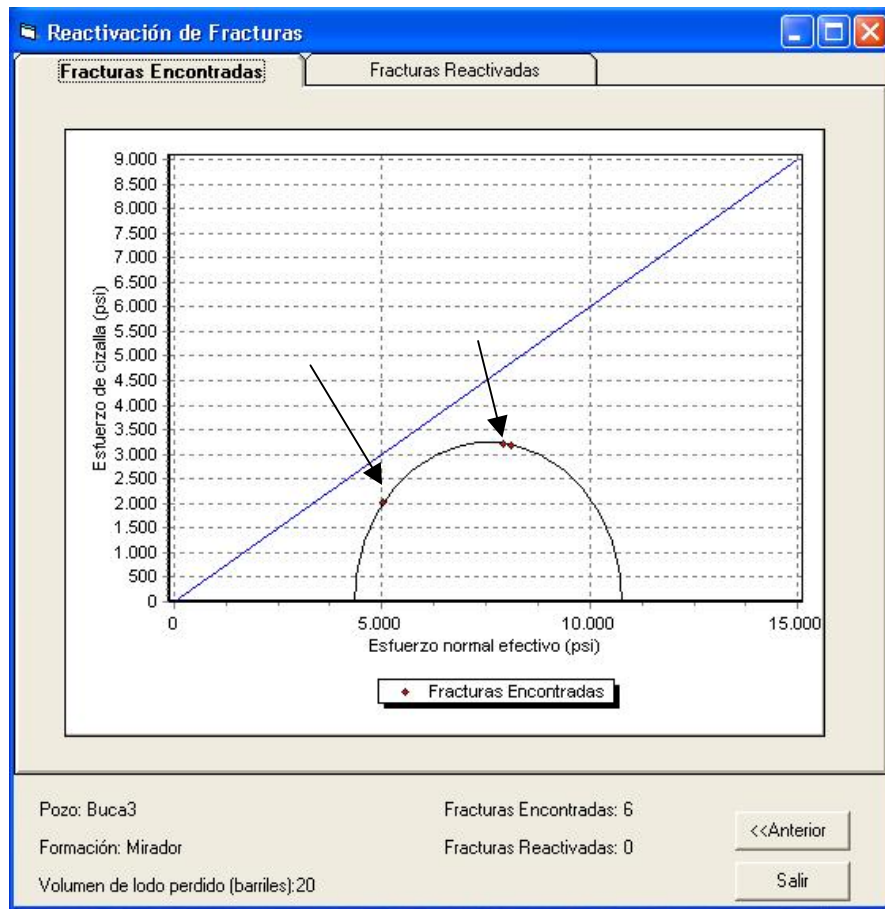 Reactivación de Fracturas
Fracturas Encontradas
Fracturas Reactivadas
9.000
8.500
8.000
7.500
7.000
6.500
6.000
5.500
5.000
4.500
4.000
3.500
3.000
2.500
2.000
1.500
1.000
500
0
Esfuerzo de cizalla (psi)
0
5.000
10.000
15.000
Esfuerzo normal efectivo (psi)
Fracturas Encontradas
Pozo: Buca3
Fracturas Encontradas: 6
<<Anterior
Formación: Mirador
Fracturas Reactivadas: 0
Volumen de lodo perdido (barriles):20
Salir